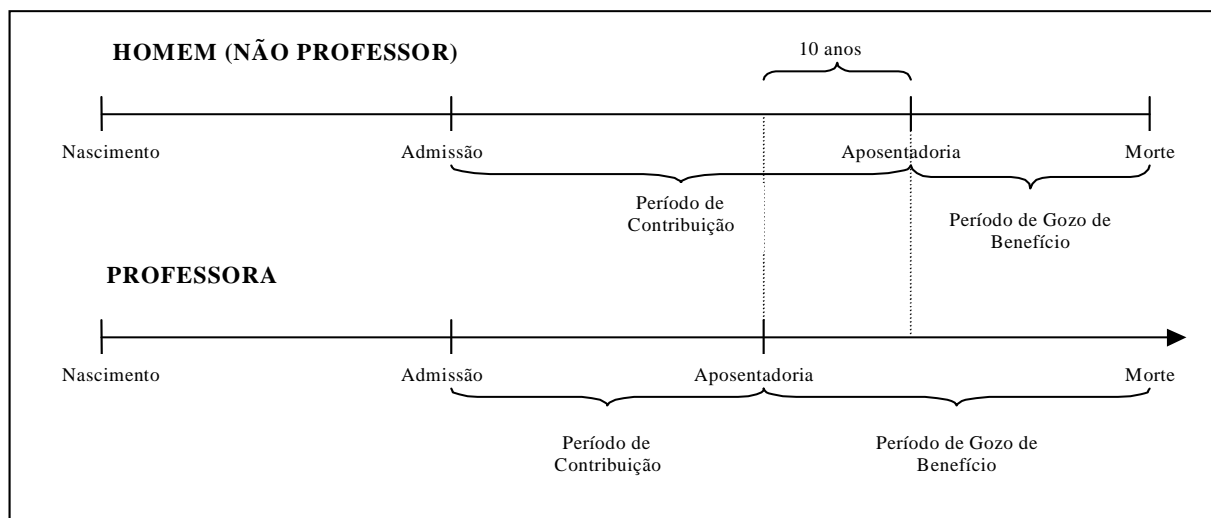 10 anos
HOMEM (NÃO PROFESSOR)
Nascimento Admissão Aposentadoria Morte
Período de
Contribuição
Período de Gozo de
Benefício
PROFESSORA
Nascimento Admissão Aposentadoria Morte
Período de
Contribuição
Período de Gozo de
Benefício